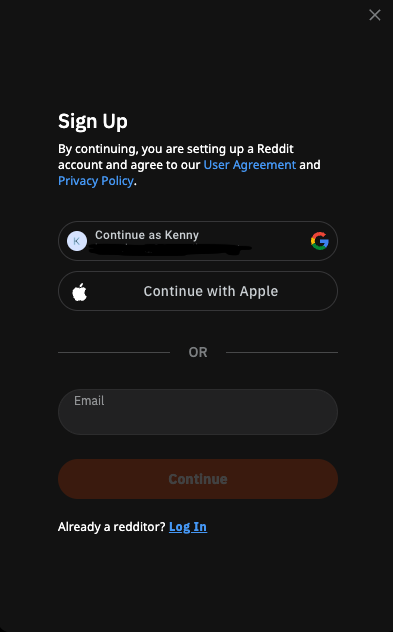 Sign Up
By continuing, you are setting up a Reddit
account and agree to our User Agreement and
Privacy Policy.
K
Continue as Kenny
Continue with Apple
OR
Email
Continue
Already a redditor? Log In